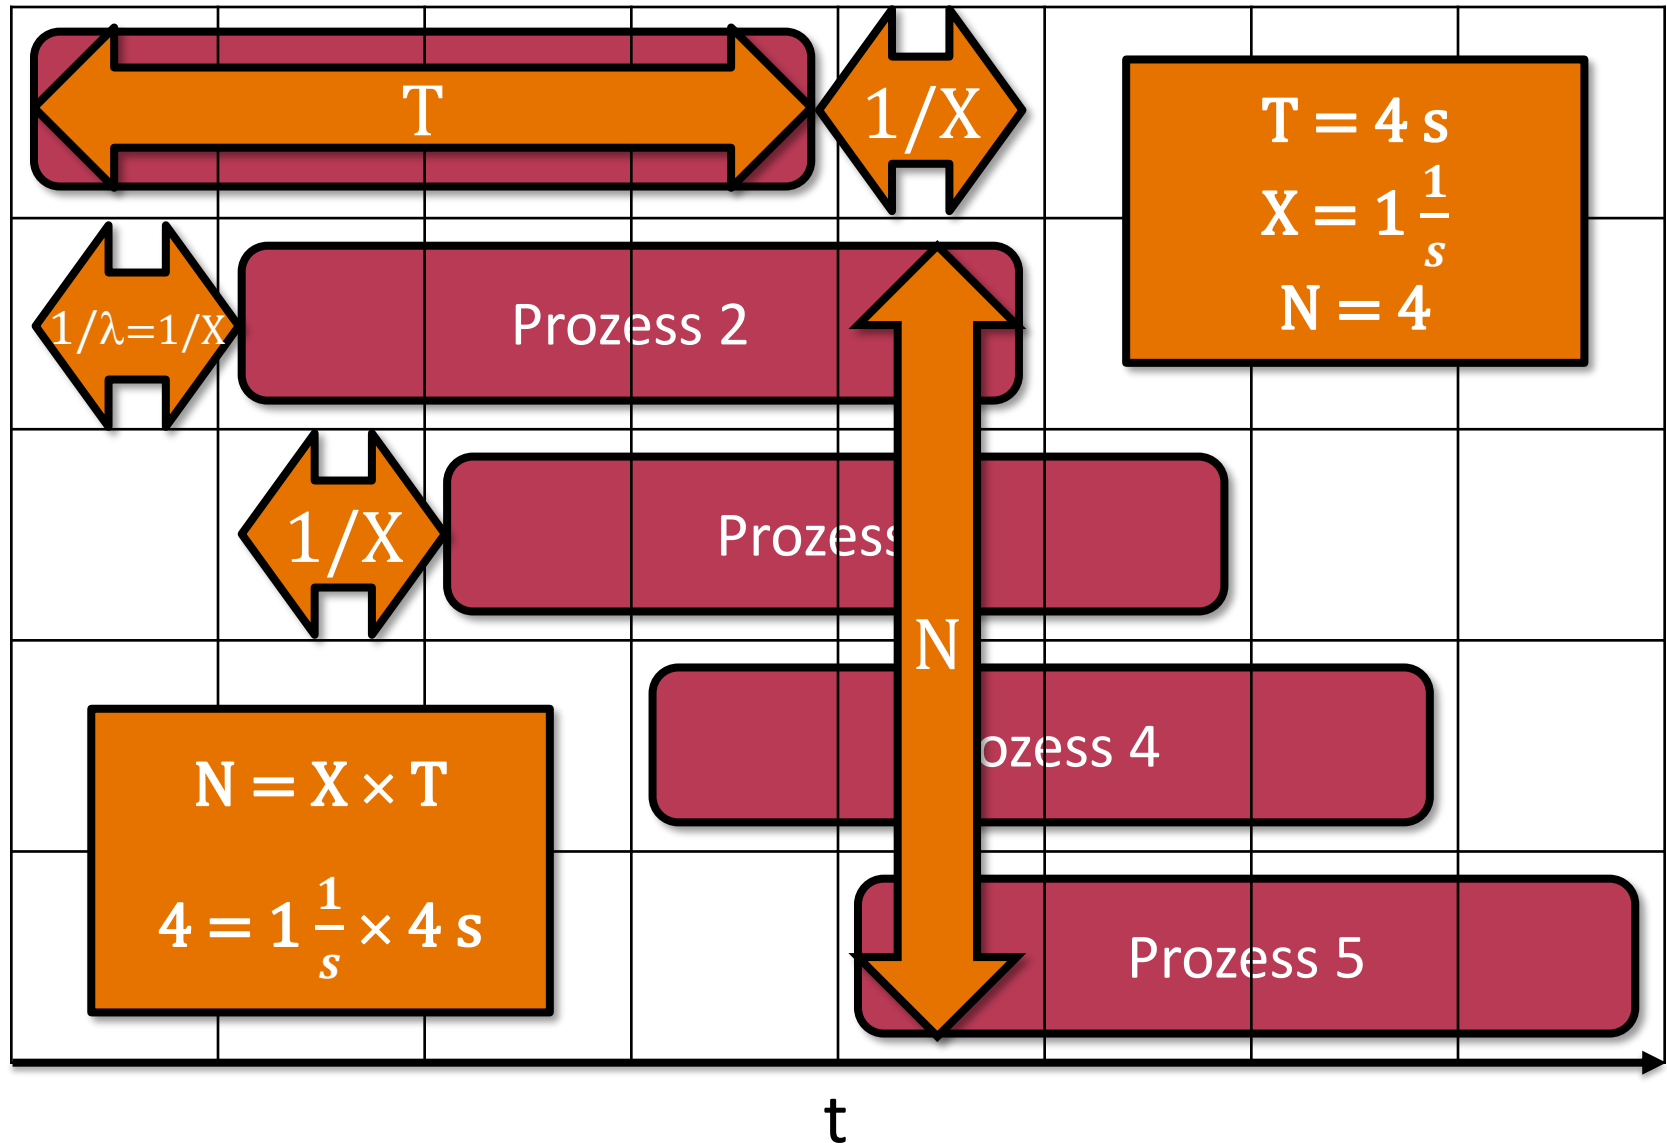 T
1/X
T = 4 s
X = 1 1/s
N = 4
1/λ=1/X
Prozess 2
1/X
Prozess
N
ozess 4
N = X × T
4 = 1 1/s × 4 s
Prozess 5
t